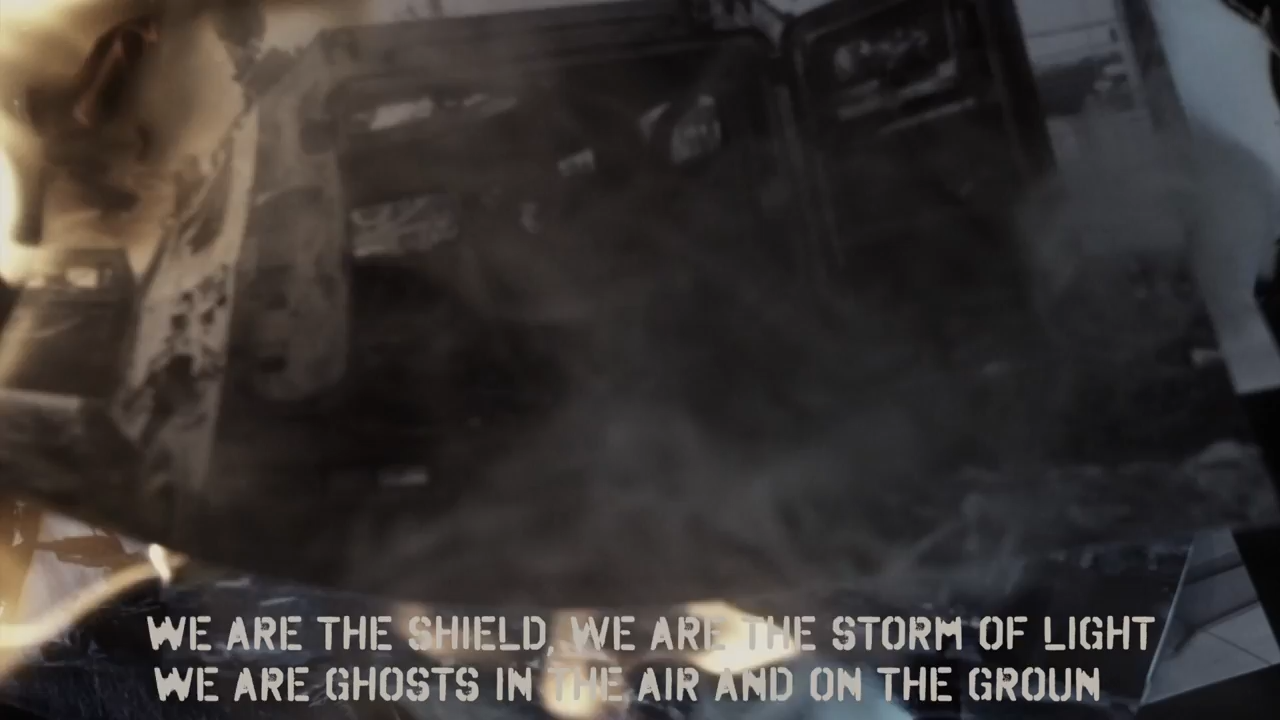 WE ARE THE SHIELD, WE ARE THE STORM OF LIGHT
WE ARE GHOSTS IN THE AIR AND ON THE GROUN